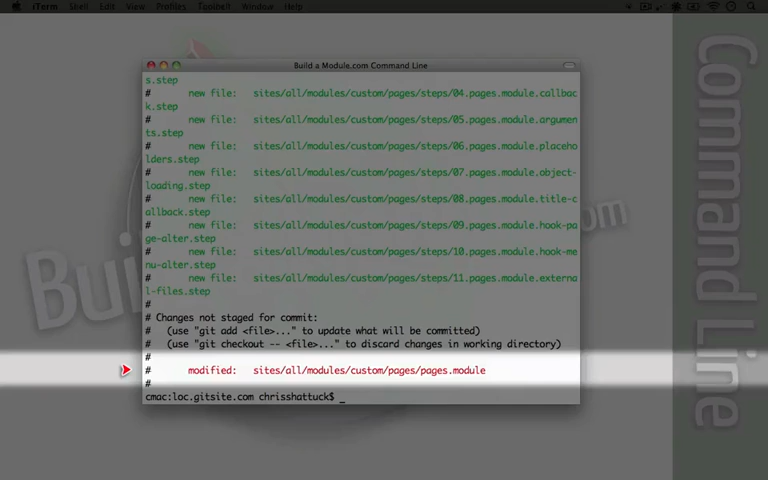 iTerm Shell Edit View Profiles Toolbelt Window Help
Build a Module.com Command Line
s.step
# new file: sites/all/modules/custom/pages/steps/04.pages.module.callbac
k.step
# new file: sites/all/modules/custom/pages/steps/05.pages.module.argumen
ts.step
# new file: sites/all/modules/custom/pages/steps/06.pages.module.placeho
lders.step
# new file: sites/all/modules/custom/pages/steps/07.pages.module.object-
loading.step
# new file: sites/all/modules/custom/pages/steps/08.pages.module.title-c
allback.step
# new file: sites/all/modules/custom/pages/steps/09.pages.module.hook-pa
ge-alter.step
# new file: sites/all/modules/custom/pages/steps/10.pages.module.hook-me
nu-alter.step
# new file: sites/all/modules/custom/pages/steps/11.pages.module.externa
l-files.step
#
# Changes not staged for commit:
# (use "git add <file>..." to update what will be committed)
# (use "git checkout -- <file>..." to discard changes in working directory)
#
# modified: sites/all/modules/custom/pages/pages.module
#
cmac:loc.gitsite.com chrisshattuck$ _
Command Line